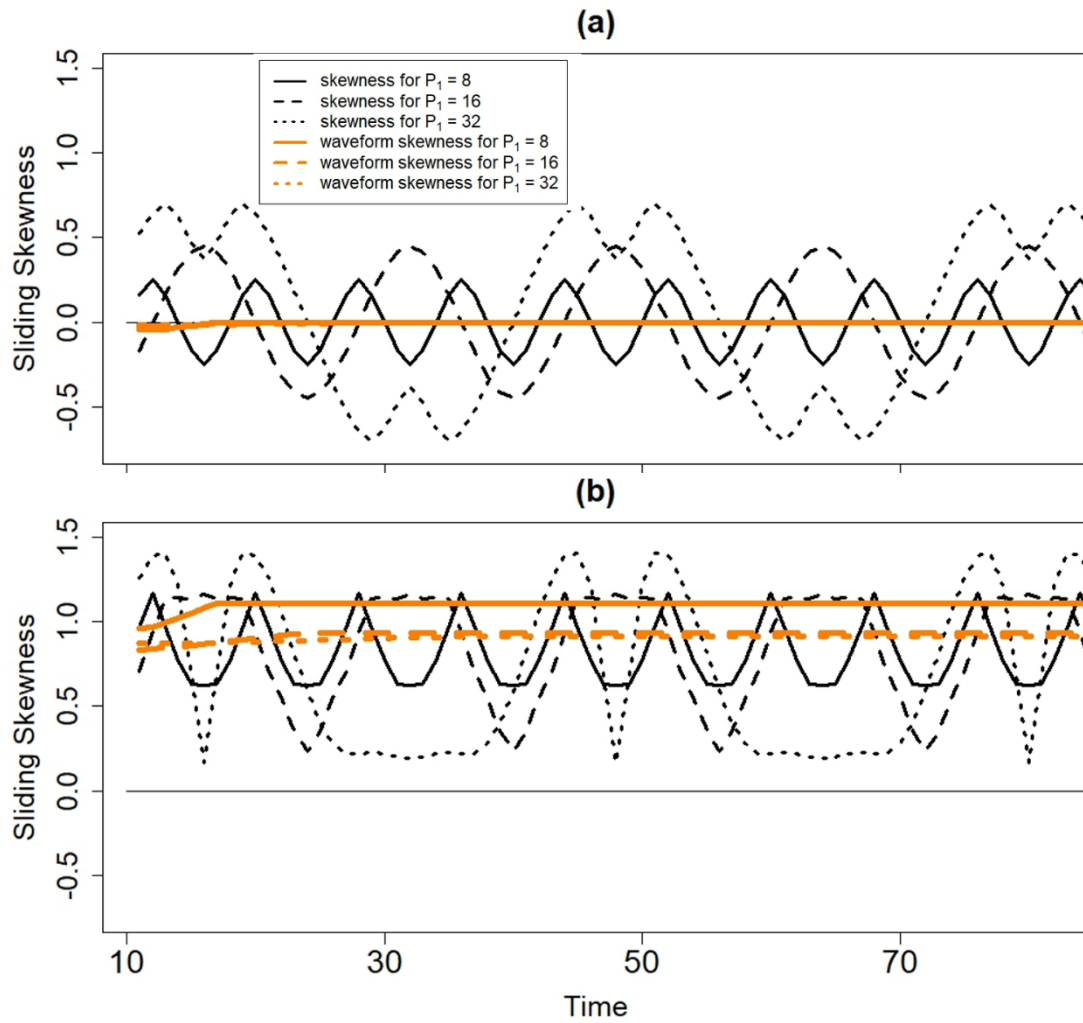 (a)
Sliding Skewness
1.5
1.0
0.5
0.0
-0.5
skewness for P1 = 8
skewness for P1 = 16
skewness for P1 = 32
waveform skewness for P1 = 8
waveform skewness for P1 = 16
waveform skewness for P1 = 32
(b)
Sliding Skewness
1.5
1.0
0.5
0.0
-0.5
10 30 50 70
Time